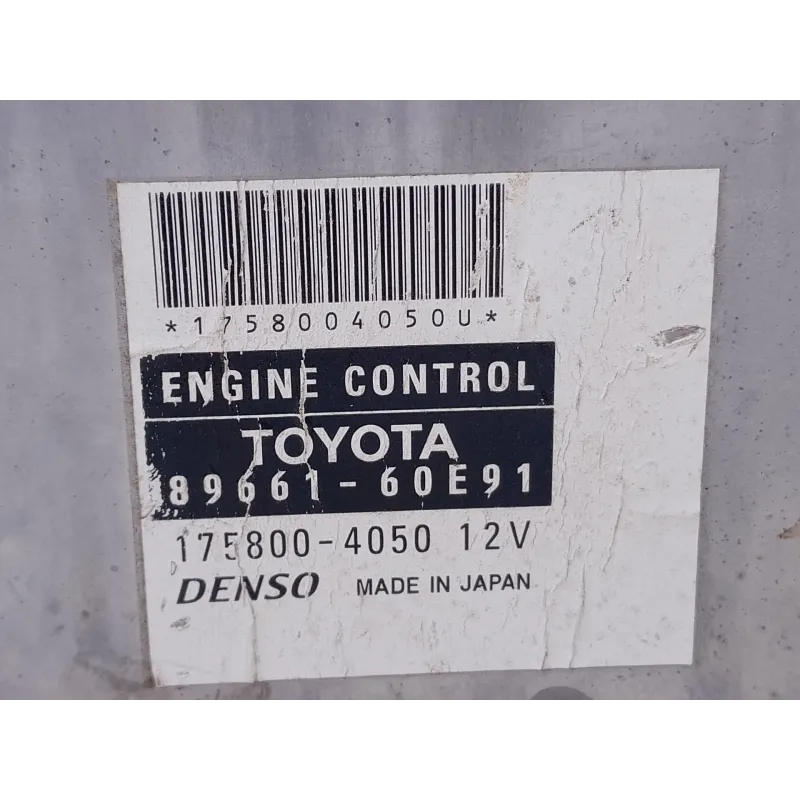 *1758004050U*
ENGINE CONTROL
TOYOTA
89661-60E91
175800-4050 12V
DENSO MADE IN JAPAN